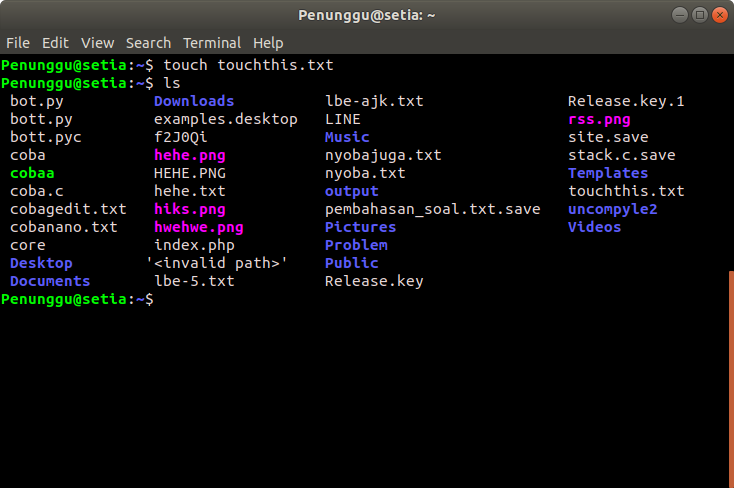 Penunggu@setia: ~
File Edit View Search Terminal Help
Penunggu@setia:~$ touch touchthis.txt
Penunggu@setia:~$ ls
bot.py Downloads lbe-ajk.txt Release.key.1
bott.py examples.desktop LINE rss.png
bott.pyc f2J0Qi Music site.save
coba hehe.png nyobajuga.txt stack.c.save
cobaa HEHE.PNG nyoba.txt Templates
coba.c hehe.txt output touchthis.txt
cobagedit.txt hiks.png pembahasan_soal.txt.save uncompyle2
cobanano.txt hwehwe.png Pictures Videos
core index.php Problem
Desktop '<invalid path>' Public
Documents lbe-5.txt Release.key
Penunggu@setia:~$